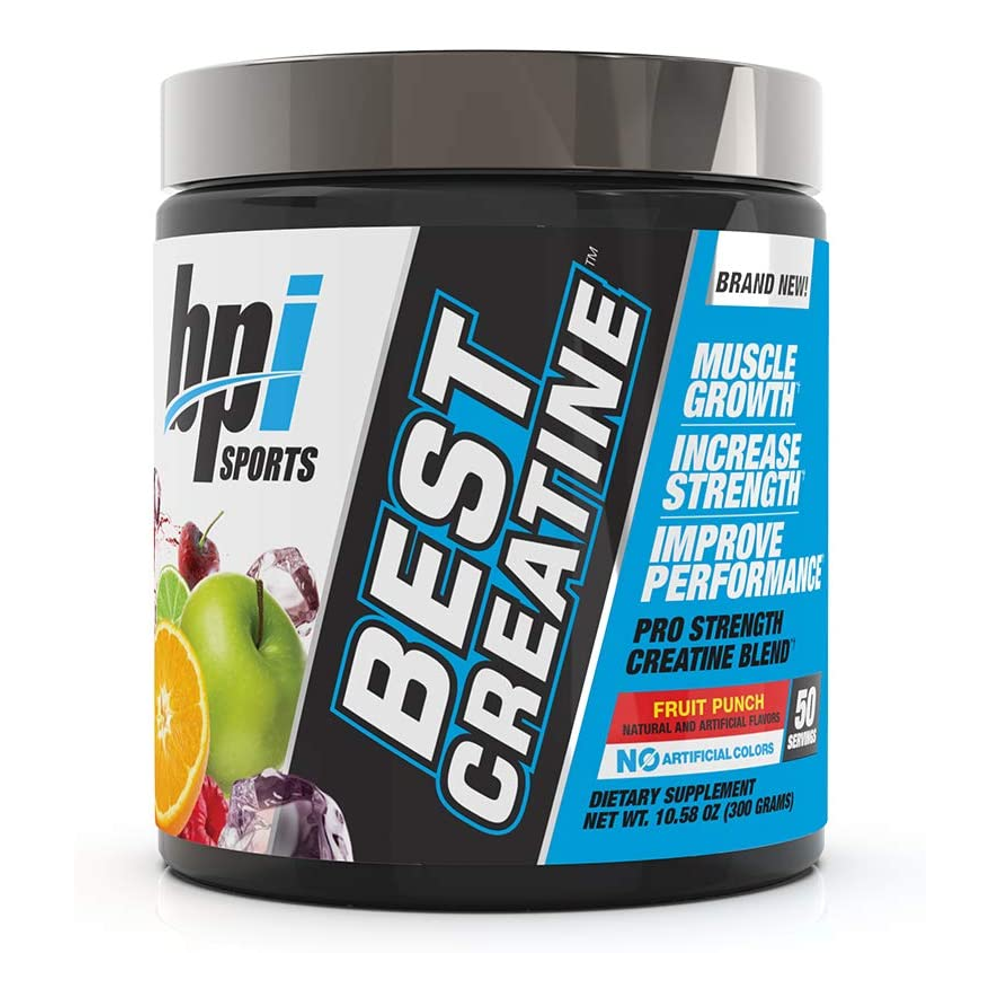 bpi
SPORTS
BEST
CREATINE™
BRAND NEW!
MUSCLE
GROWTH†
INCREASE
STRENGTH†
IMPROVE
PERFORMANCE†
PRO STRENGTH
CREATINE BLEND†
FRUIT PUNCH
NATURAL AND ARTIFICIAL FLAVORS
50
SERVINGS
NO ARTIFICIAL COLORS
DIETARY SUPPLEMENT
NET WT. 10.58 OZ (300 GRAMS)